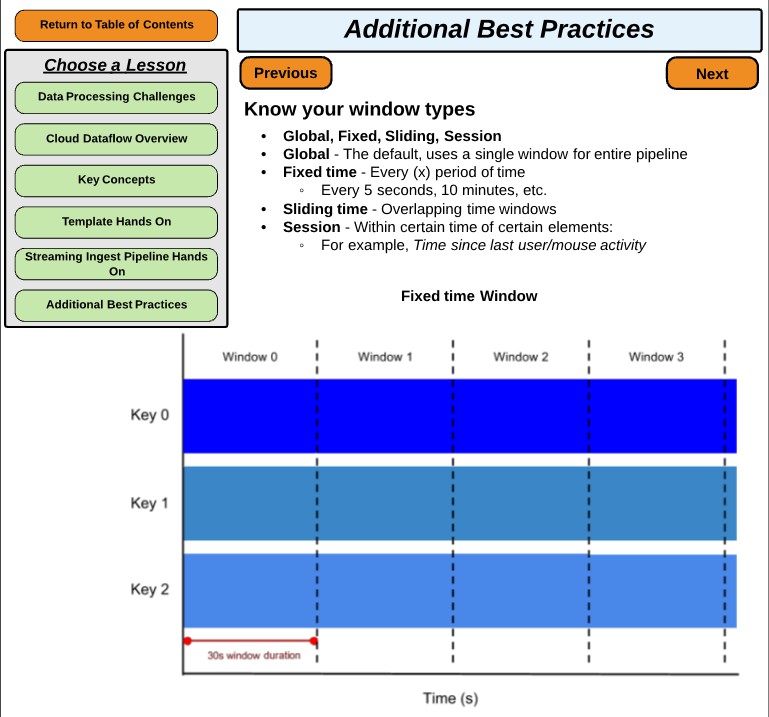 Return to Table of Contents
Additional Best Practices
Choose a Lesson
Data Processing Challenges
Cloud Dataflow Overview
Key Concepts
Template Hands On
Streaming Ingest Pipeline Hands
On
Additional Best Practices
Previous
Next
Know your window types
• Global, Fixed, Sliding, Session
• Global - The default, uses a single window for entire pipeline
• Fixed time - Every (x) period of time
◦ Every 5 seconds, 10 minutes, etc.
• Sliding time - Overlapping time windows
• Session - Within certain time of certain elements:
◦ For example, Time since last user/mouse activity
Fixed time Window
Window 0 Window 1 Window 2 Window 3
Key 0
Key 1
Key 2
30s window duration
Time (s)